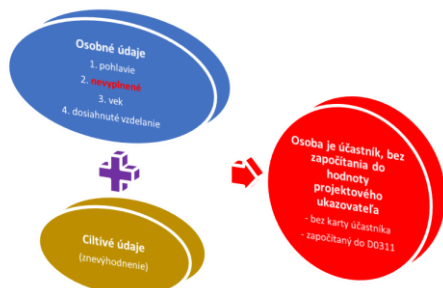 Osobné údaje
1. pohlavie
2. nevyplnené
3. vek
4. dosiahnuté vzdelanie
Citlivé údaje
(znevýhodnenie)
Osoba je účastník, bez
započítania do
hodnoty
projektového
ukazovateľa
- bez karty účastníka
- započítaný do D0311